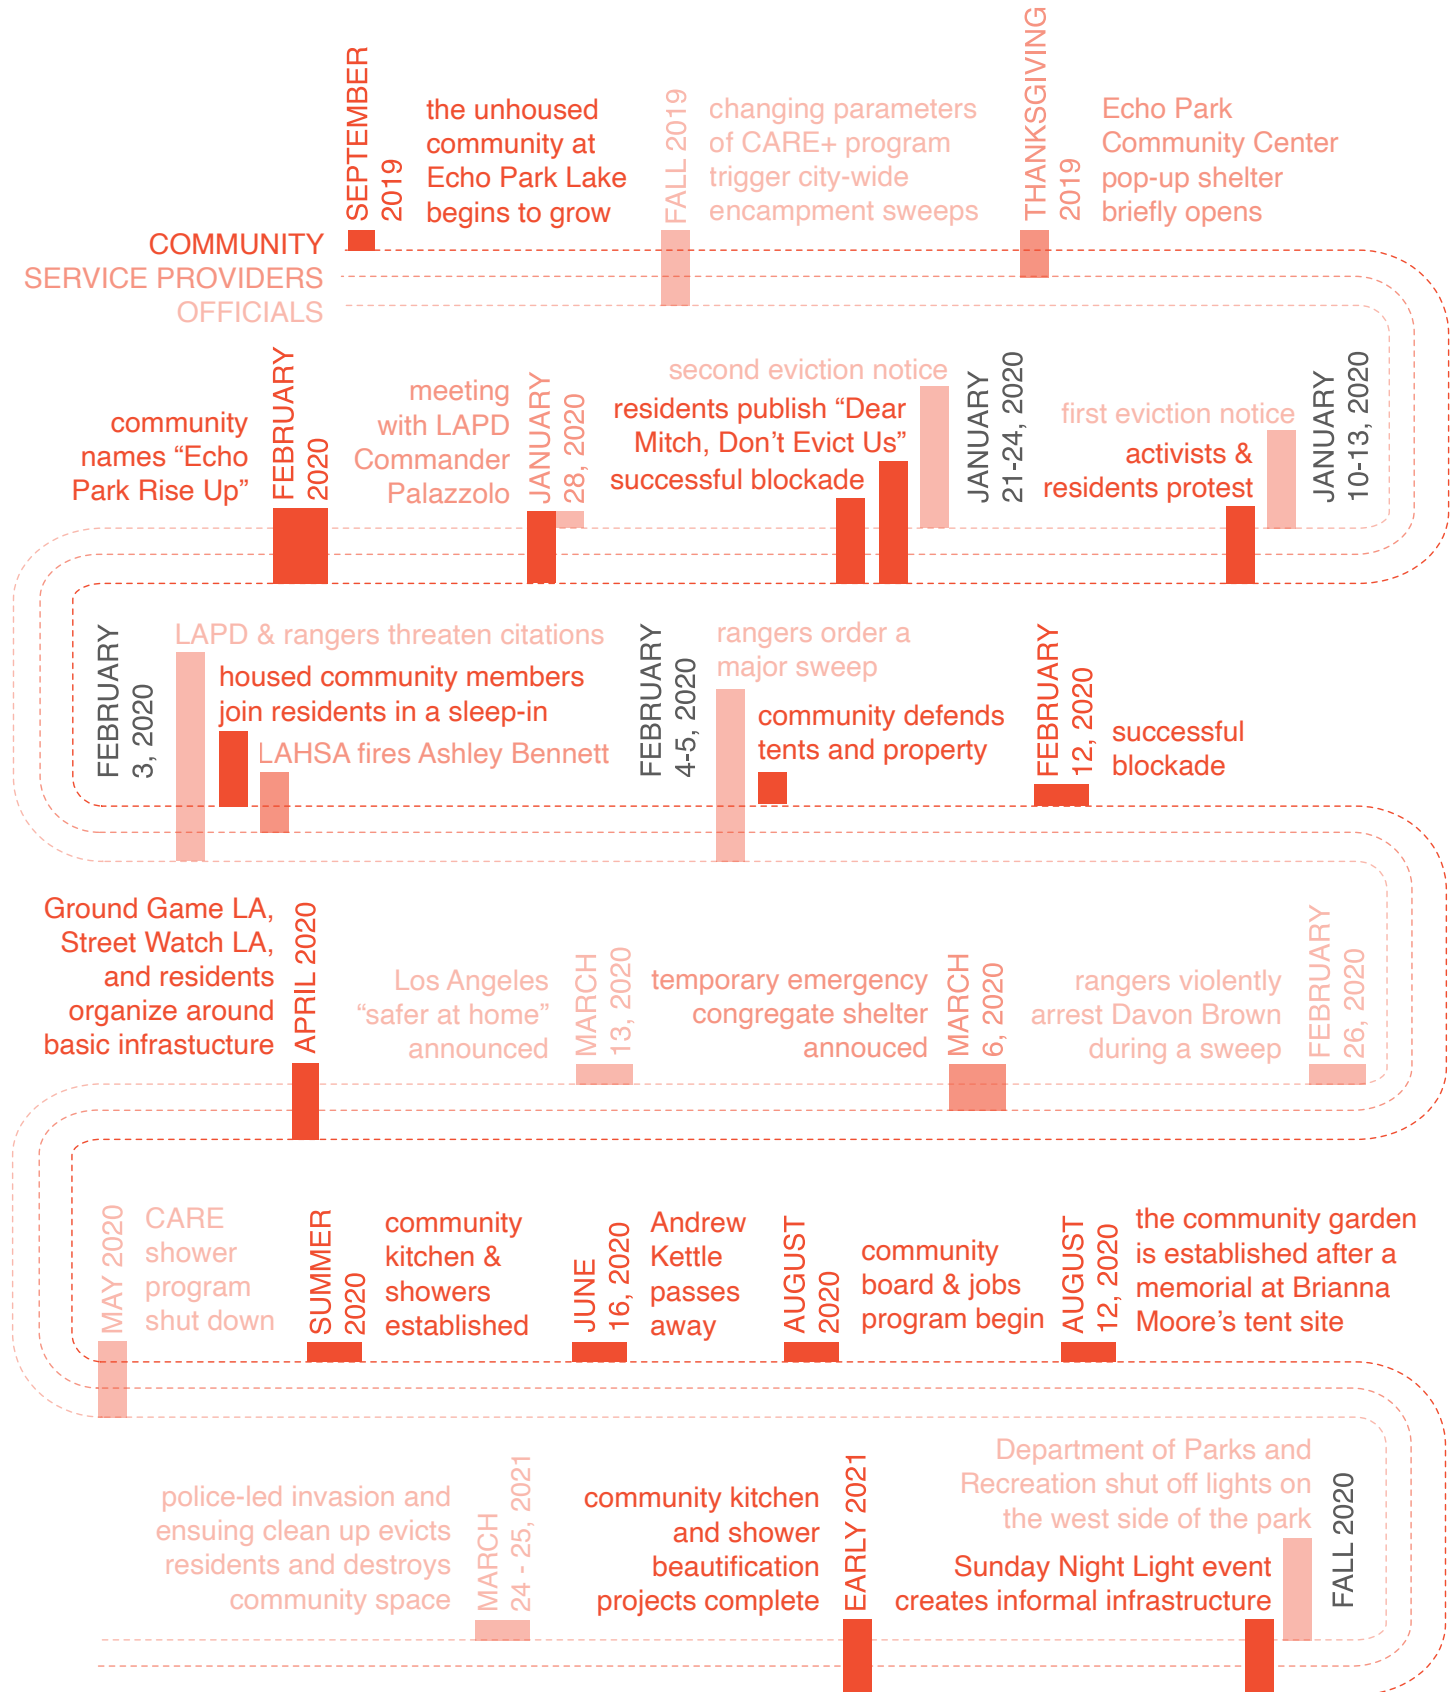 SEPTEMBER
2019
the unhoused
community at
Echo Park Lake
begins to grow
FALL 2019
changing parameters
of CARE+ program
trigger city-wide
encampment sweeps
THANKSGIVING
2019
Echo Park
Community Center
pop-up shelter
briefly opens
COMMUNITY
SERVICE PROVIDERS
OFFICIALS
JANUARY
10-13, 2020
first eviction notice
activists &
residents protest
JANUARY
21-24, 2020
second eviction notice
residents publish “Dear
Mitch, Don’t Evict Us”
successful blockade
JANUARY
28, 2020
meeting
with LAPD
Commander
Palazzolo
FEBRUARY
2020
community
names “Echo
Park Rise Up”
FEBRUARY
3, 2020
LAPD & rangers threaten citations
housed community members
join residents in a sleep-in
LAHSA fires Ashley Bennett
FEBRUARY
4-5, 2020
rangers order a
major sweep
community defends
tents and property
FEBRUARY
12, 2020
successful
blockade
FEBRUARY
26, 2020
rangers violently
arrest Davon Brown
during a sweep
MARCH
6, 2020
temporary emergency
congregate shelter
annouced
MARCH
13, 2020
Los Angeles
“safer at home”
announced
APRIL 2020
Ground Game LA,
Street Watch LA,
and residents
organize around
basic infrastucture
MAY 2020
CARE
shower
program
shut down
SUMMER
2020
community
kitchen &
showers
established
JUNE
16, 2020
Andrew
Kettle
passes
away
AUGUST
2020
community
board & jobs
program begin
AUGUST
12, 2020
the community garden
is established after a
memorial at Brianna
Moore’s tent site
FALL 2020
Department of Parks and
Recreation shut off lights on
the west side of the park
Sunday Night Light event
creates informal infrastructure
EARLY 2021
community kitchen
and shower
beautification
projects complete
MARCH
24 - 25, 2021
police-led invasion and
ensuing clean up evicts
residents and destroys
community space